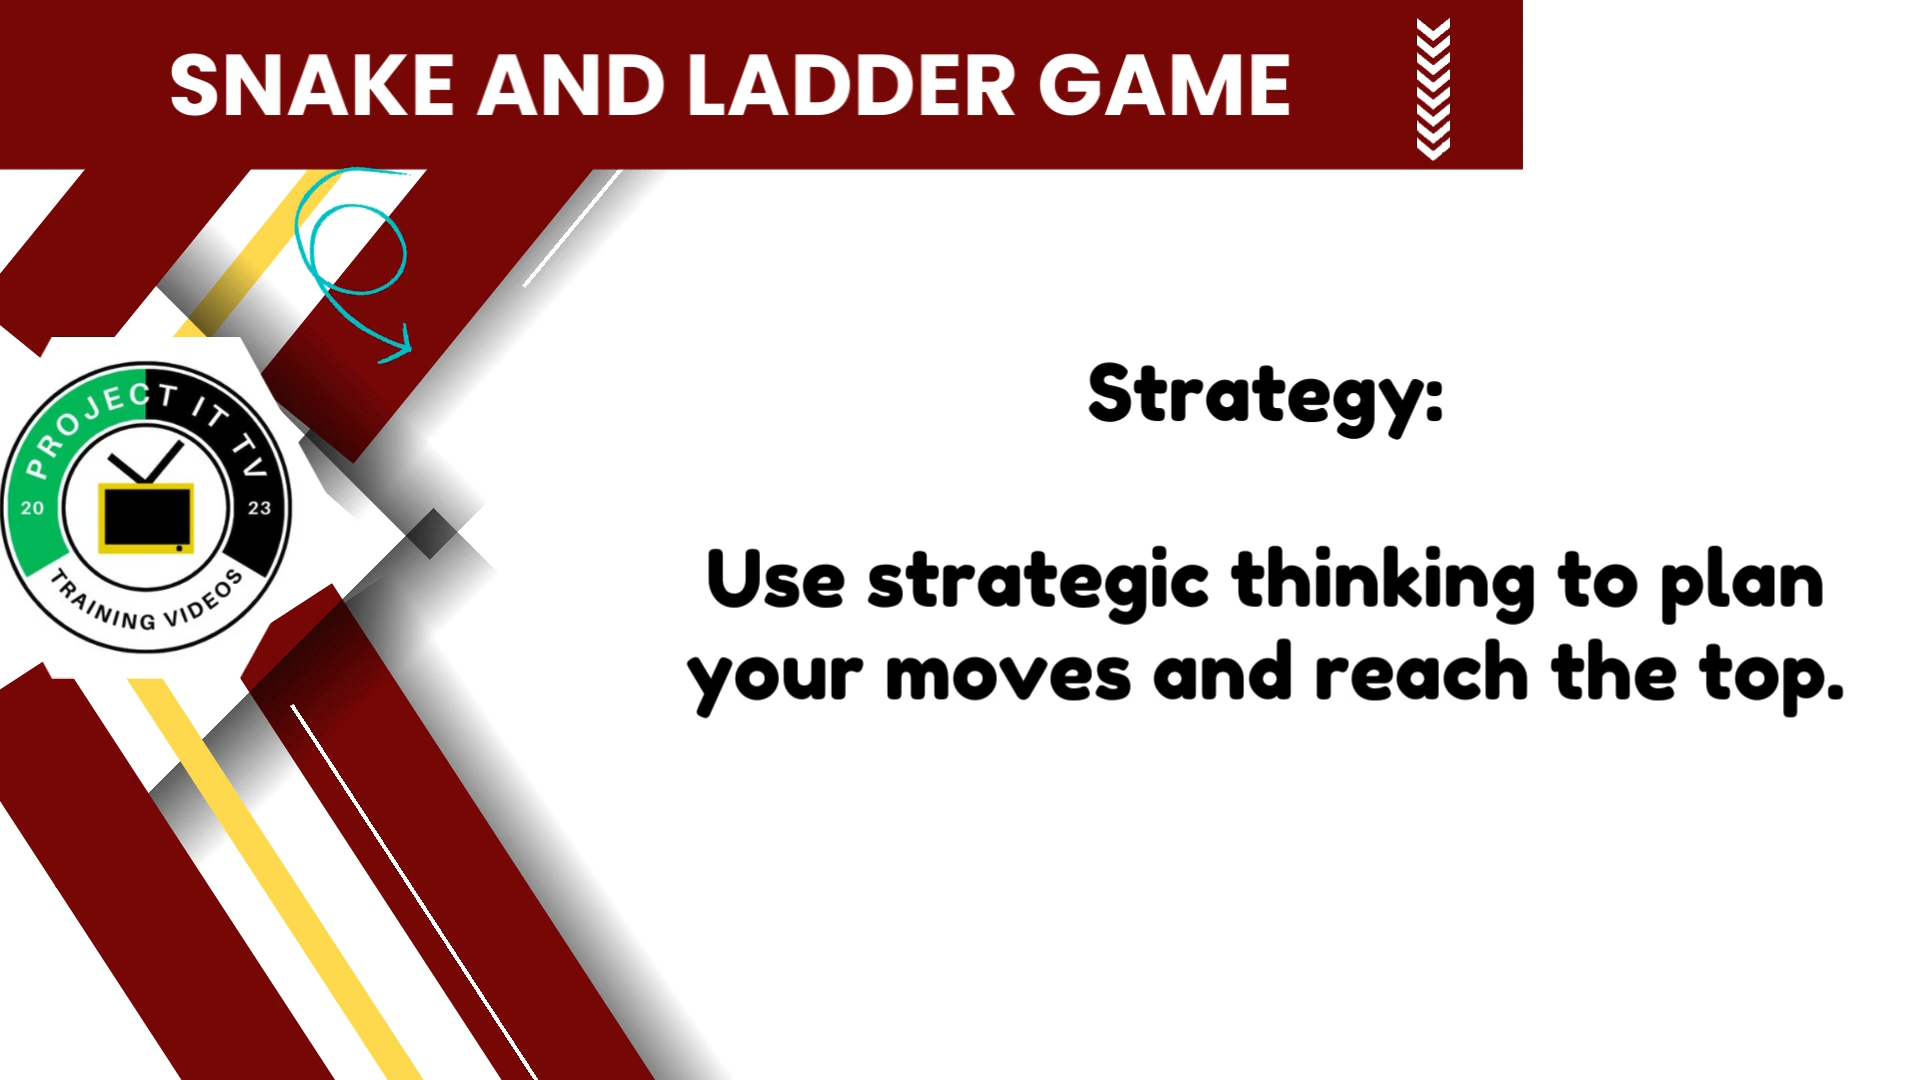 SNAKE AND LADDER GAME
PROJECT IT TV
20 23
TRAINING VIDEOS
Strategy:
Use strategic thinking to plan
your moves and reach the top.